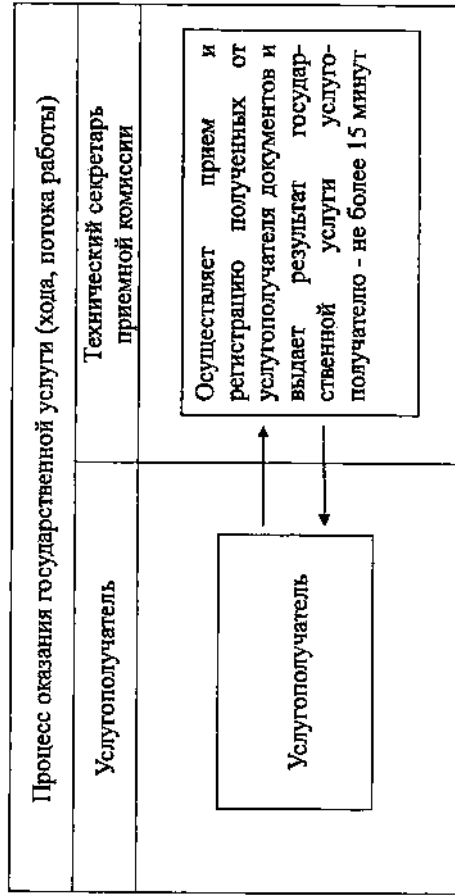 Процесс оказания государственной услуги (хода, потока работы)
Услугополучатель
Технический секретарь
приемной комиссии
Услугополучатель
Осуществляет прием и
регистрацию полученных от
услугополучателя документов и
выдает результат государ-
ственной услуги услуго-
получателю - не более 15 минут